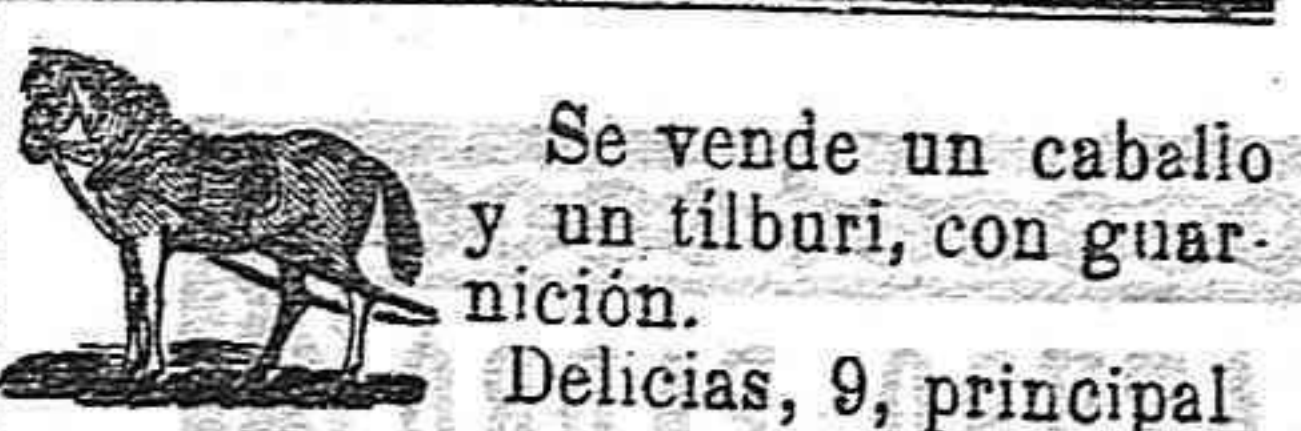 Se vende un caballo
y un tílburi, con guar-
nición.
Delicias, 9, principal